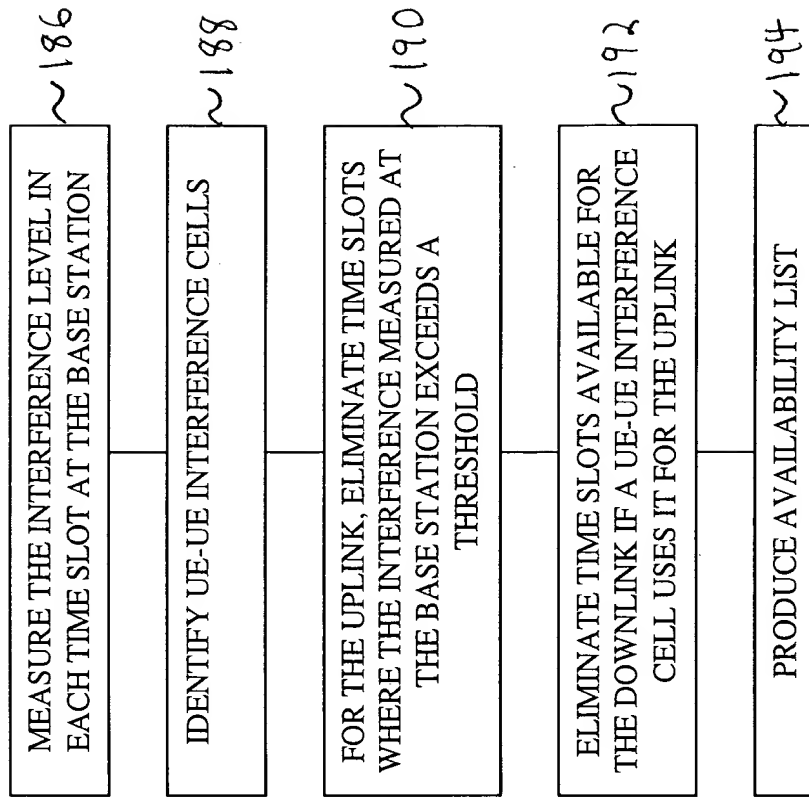 MEASURE THE INTERFERENCE LEVEL IN
EACH TIME SLOT AT THE BASE STATION
186
IDENTIFY UE-UE INTERFERENCE CELLS
188
FOR THE UPLINK, ELIMINATE TIME SLOTS
WHERE THE INTERFERENCE MEASURED AT
THE BASE STATION EXCEEDS A
THRESHOLD
190
ELIMINATE TIME SLOTS AVAILABLE FOR
THE DOWNLINK IF A UE-UE INTERFERENCE
CELL USES IT FOR THE UPLINK
192
PRODUCE AVAILABILITY LIST
194